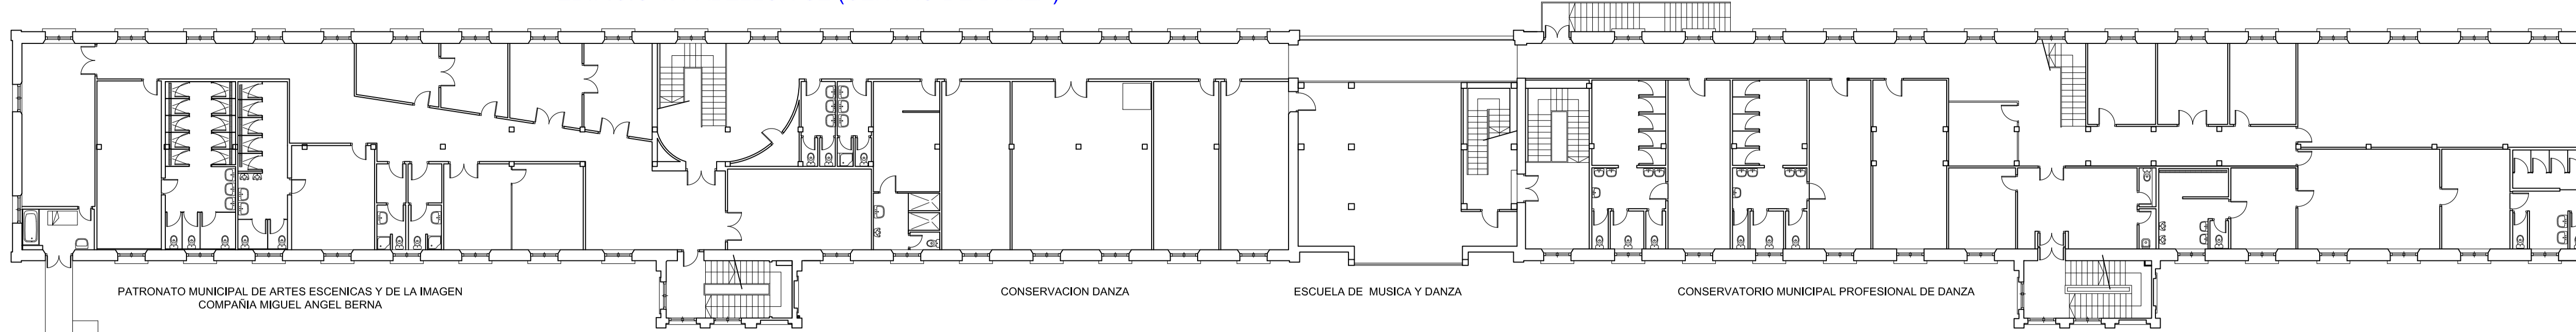 PATRONATO MUNICIPAL DE ARTES ESCENICAS Y DE LA IMAGEN
COMPAÑIA MIGUEL ANGEL BERNA
CONSERVACION DANZA
ESCUELA DE MUSICA Y DANZA
CONSERVATORIO MUNICIPAL PROFESIONAL DE DANZA